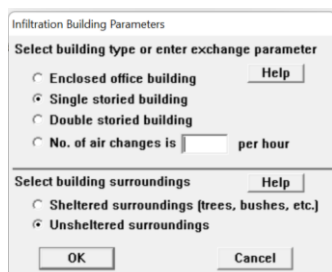 Infiltration Building Parameters
Select building type or enter exchange parameter
Enclosed office building
Help
Single storied building
Double storied building
No. of air changes is per hour
Select building surroundings
Help
Sheltered surroundings (trees, bushes, etc.)
Unsheltered surroundings
OK Cancel